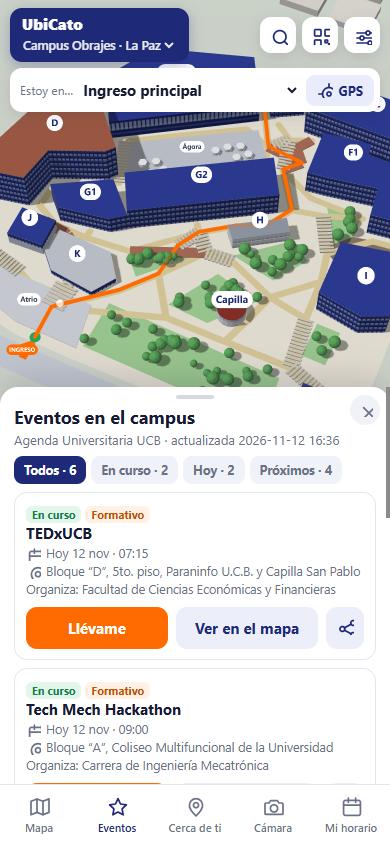 UbiCato
Campus Obrajes · La Paz
Estoy en... Ingreso principal
GPS
D
Ágora
F1
G2
G1
J
H
K
I
Atrio
Capilla
INGRESO
Eventos en el campus
Agenda Universitaria UCB · actualizada 2026-11-12 16:36
Todos · 6
En curso · 2
Hoy · 2
Próximos · 4
En curso
Formativo
TEDxUCB
Hoy 12 nov · 07:15
Bloque “D”, 5to. piso, Paraninfo U.C.B. y Capilla San Pablo
Organiza: Facultad de Ciencias Económicas y Financieras
Llévame
Ver en el mapa
En curso
Formativo
Tech Mech Hackathon
Hoy 12 nov · 09:00
Bloque “A”, Coliseo Multifuncional de la Universidad
Organiza: Carrera de Ingeniería Mecatrónica
Mapa
Eventos
Cerca de ti
Cámara
Mi horario